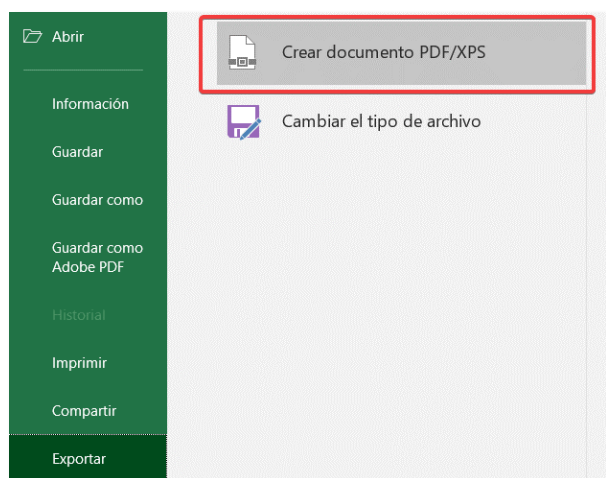 Abrir
Información
Guardar
Guardar como
Guardar como
Adobe PDF
Historial
Imprimir
Compartir
Exportar
Crear documento PDF/XPS
Cambiar el tipo de archivo